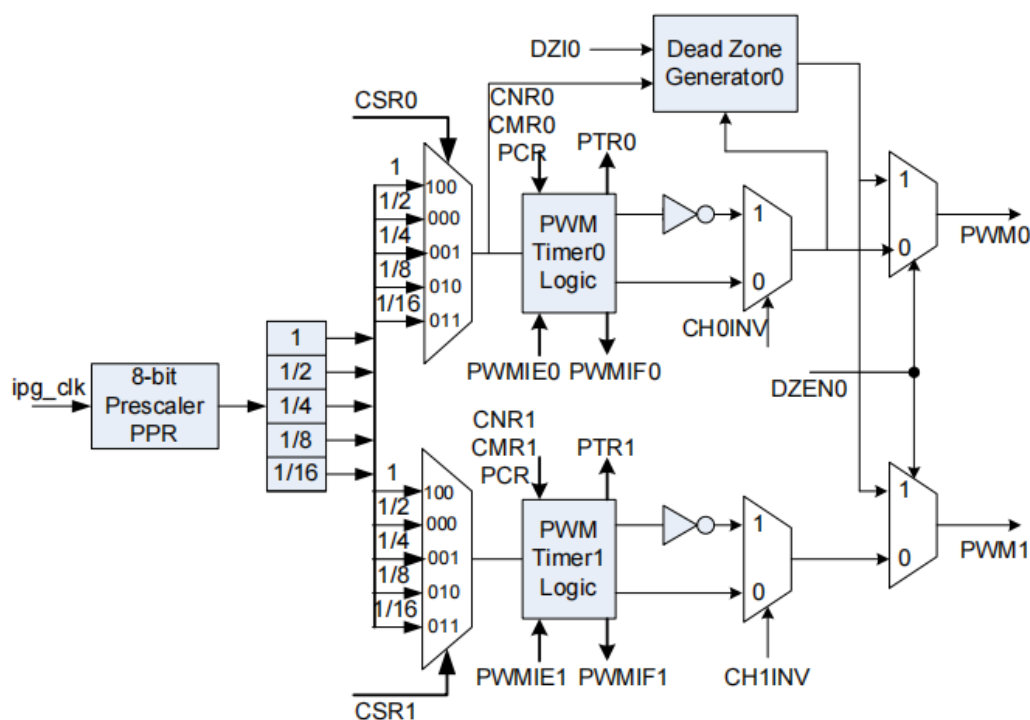 DZI0
Dead Zone
Generator0
CSR0
CNR0
CMR0
PCR
PTR0
1
1/2
1/4
1/8
1/16
100
000
001
010
011
PWM
Timer0
Logic
1
0
1
0
PWM0
CH0INV
PWMIE0
PWMIF0
ipg_clk
8-bit
Prescaler
PPR
1
1/2
1/4
1/8
1/16
DZEN0
CNR1
CMR1
PCR
PTR1
1
1/2
1/4
1/8
1/16
100
000
001
010
011
PWM
Timer1
Logic
1
0
1
0
PWM1
PWMIE1
PWMIF1
CH1INV
CSR1